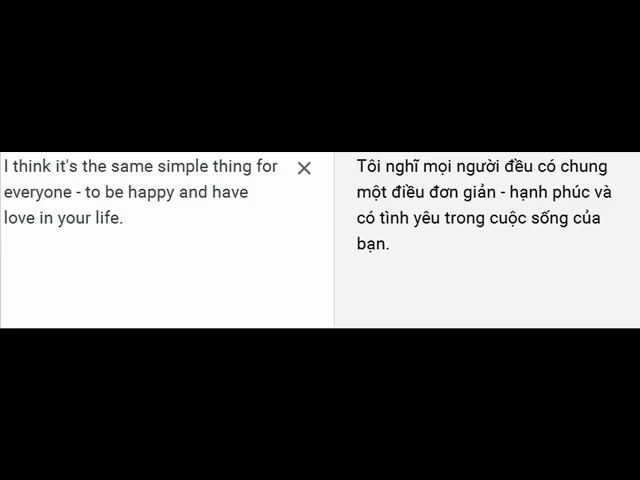 I think it's the same simple thing for
everyone - to be happy and have
love in your life.
Tôi nghĩ mọi người đều có chung
một điều đơn giản - hạnh phúc và
có tình yêu trong cuộc sống của
bạn.